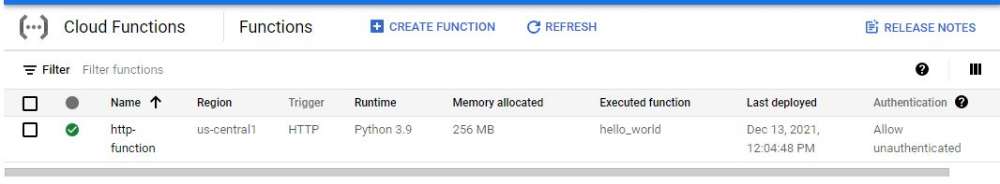 Cloud Functions Functions CREATE FUNCTION REFRESH RELEASE NOTES
Filter Filter functions
Name Region Trigger Runtime Memory allocated Executed function Last deployed Authentication
http- us-central1 HTTP Python 3.9 256 MB hello_world Dec 13, 2021, Allow
function 12:04:48 PM unauthenticated